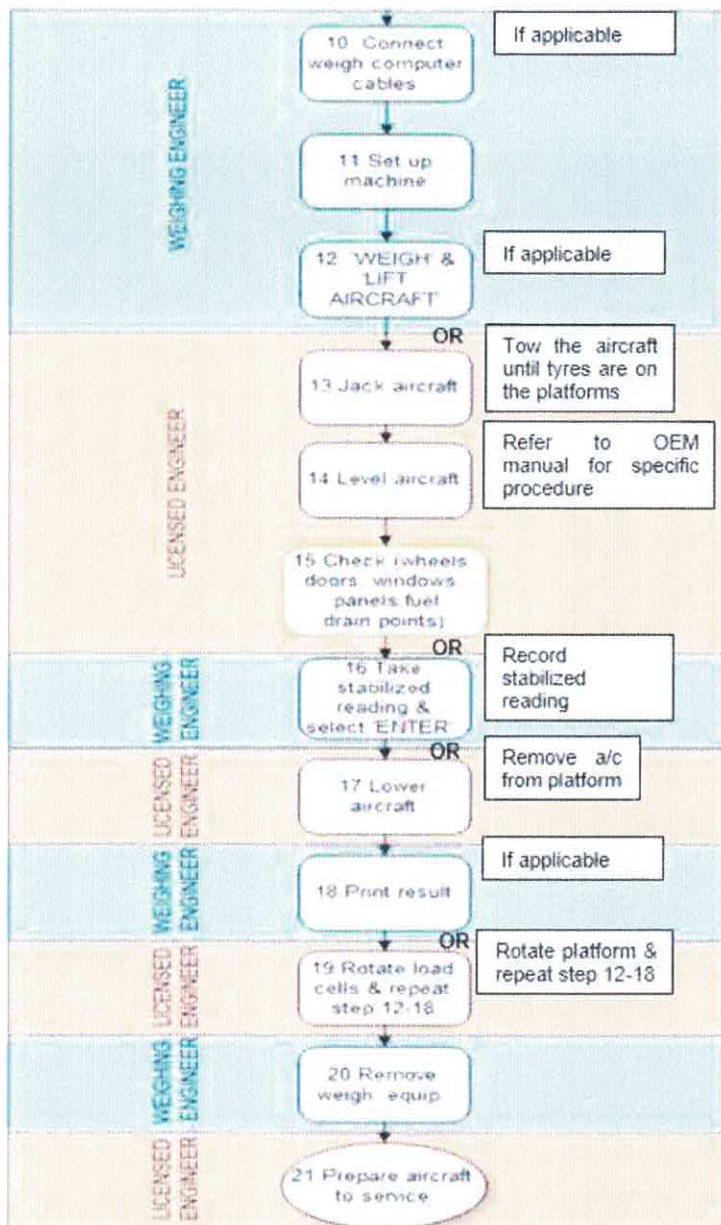 10. Connect
weigh computer
cables
If applicable
WEIGHING ENGINEER
11 Set up
machine
12 'WEIGH' &
'LIFT
AIRCRAFT'
If applicable
OR
Tow the aircraft
until tyres are on
the platforms
LICENSED ENGINEER
13 Jack aircraft
14 Level aircraft
Refer to OEM
manual for specific
procedure
15 Check (wheels
doors, windows
panels, fuel
drain points)
OR
WEIGHING
ENGINEER
16 Take
stabilized
reading &
select 'ENTER'
Record
stabilized
reading
OR
LICENSED
ENGINEER
17 Lower
aircraft
Remove a/c
from platform
WEIGHING
ENGINEER
18 Print result
If applicable
OR
LICENSED
ENGINEER
19 Rotate load
cells & repeat
step 12-18
Rotate platform &
repeat step 12-18
WEIGHING
ENGINEER
20 Remove
weigh equip.
LICENSED
ENGINEER
21 Prepare aircraft
to service